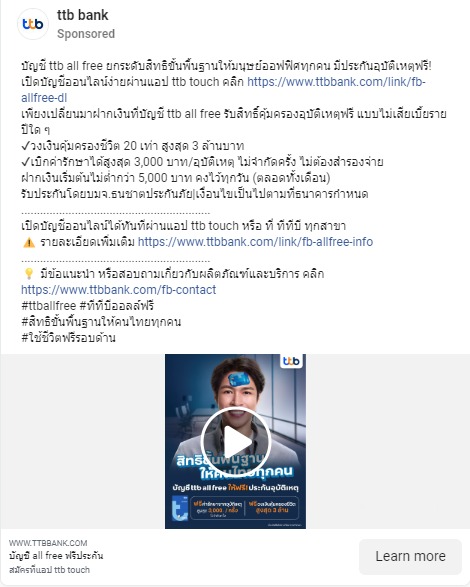 ttb bank
Sponsored
ttb
บัญชี ttb all free ยกระดับสิทธิขั้นพื้นฐานให้มนุษย์ออฟฟิศทุกคน มีประกันอุบัติเหตุฟรี!
เปิดบัญชีออนไลน์ง่ายผ่านแอป ttb touch คลิก https://www.ttbbank.com/link/fb-
allfree-dl
เพียงเปลี่ยนมาฝากเงินที่บัญชี ttb all free รับสิทธิ์คุ้มครองอุบัติเหตุฟรี แบบไม่เสียเบี้ยราย
ปีใด ๆ
✓วงเงินคุ้มครองชีวิต 20 เท่า สูงสุด 3 ล้านบาท
✓เบิกค่ารักษาได้สูงสุด 3,000 บาท/อุบัติเหตุ ไม่จำกัดครั้ง ไม่ต้องสำรองจ่าย
ฝากเงินเริ่มต้นไม่ต่ำกว่า 5,000 บาท คงไว้ทุกวัน (ตลอดทั้งเดือน)
รับประกันโดยบมจ.ธนชาตประกันภัย|เงื่อนไขเป็นไปตามที่ธนาคารกำหนด
............................................................
เปิดบัญชีออนไลน์ได้ทันทีผ่านแอป ttb touch หรือ ที่ ทีทีบี ทุกสาขา
⚠️ รายละเอียดเพิ่มเติม https://www.ttbbank.com/link/fb-allfree-info
............................................................
💡 มีข้อแนะนำ หรือสอบถามเกี่ยวกับผลิตภัณฑ์และบริการ คลิก
https://www.ttbbank.com/fb-contact
#ttballfree #ทีทีบีออลล์ฟรี
#สิทธิขั้นพื้นฐานให้คนไทยทุกคน
#ใช้ชีวิตฟรีรอบด้าน
ttb
สิทธิขั้นพื้นฐาน
ให้คนไทยทุกคน
บัญชี ttb all free ให้ฟรี! ประกันอุบัติเหตุ
ฟรีค่ารักษาจากอุบัติเหตุ
สูงสุด 3,000 / ครั้ง
ฟรีวงเงินคุ้มครองชีวิต
สูงสุด 3 ล้าน
WWW.TTBBANK.COM
บัญชี all free ฟรีประกัน
สมัครที่แอป ttb touch
Learn more